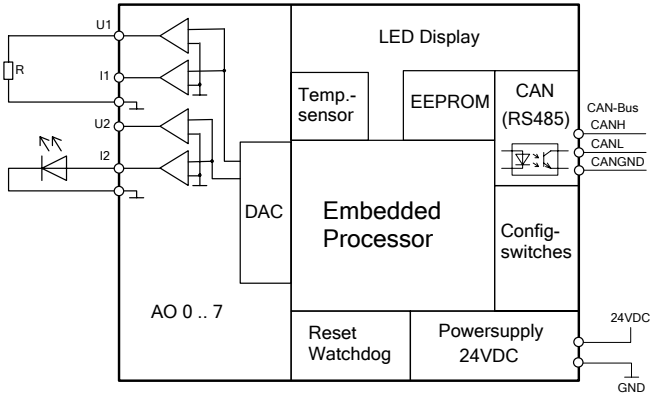 U1
R
I1
U2
I2
DAC
AO 0 .. 7
LED Display
Temp.-
sensor
EEPROM
CAN
(RS485)
Embedded
Processor
Config-
switches
Reset
Watchdog
Powersupply
24VDC
CAN-Bus
CANH
CANL
CANGND
24VDC
GND